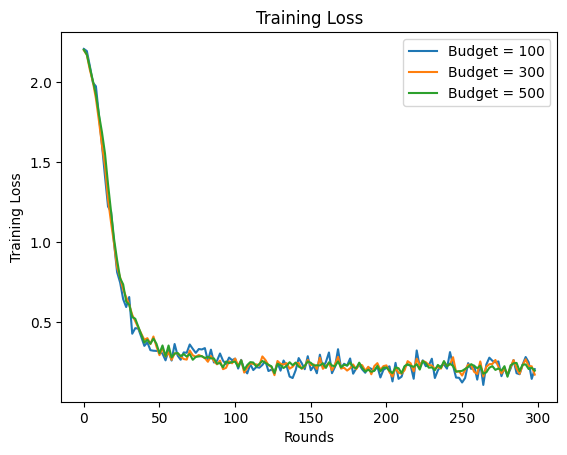 Training Loss
Budget = 100
Budget = 300
Budget = 500
Training Loss
2.0
1.5
1.0
0.5
0
50
100
150
200
250
300
Rounds